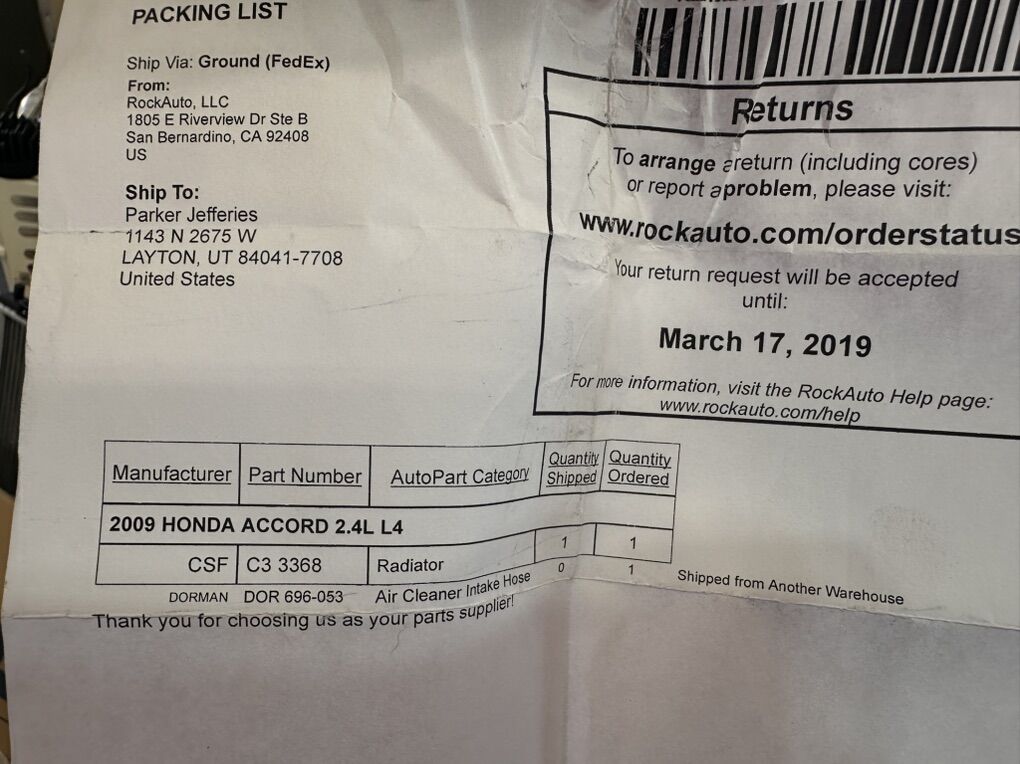 PACKING LIST
Ship Via: Ground (FedEx)
From:
RockAuto, LLC
1805 E Riverview Dr Ste B
San Bernardino, CA 92408
US
Ship To:
Parker Jefferies
1143 N 2675 W
LAYTON, UT 84041-7708
United States
Returns
To arrange a return (including cores)
or report a problem, please visit:
www.rockauto.com/orderstatus
Your return request will be accepted
until:
March 17, 2019
For more information, visit the RockAuto Help page:
www.rockauto.com/help
Manufacturer Part Number AutoPart Category Quantity Shipped Quantity Ordered
2009 HONDA ACCORD 2.4L L4
CSF C3 3368 Radiator 1 1
DORMAN DOR 696-053 Air Cleaner Intake Hose 0 1 Shipped from Another Warehouse
Thank you for choosing us as your parts supplier!